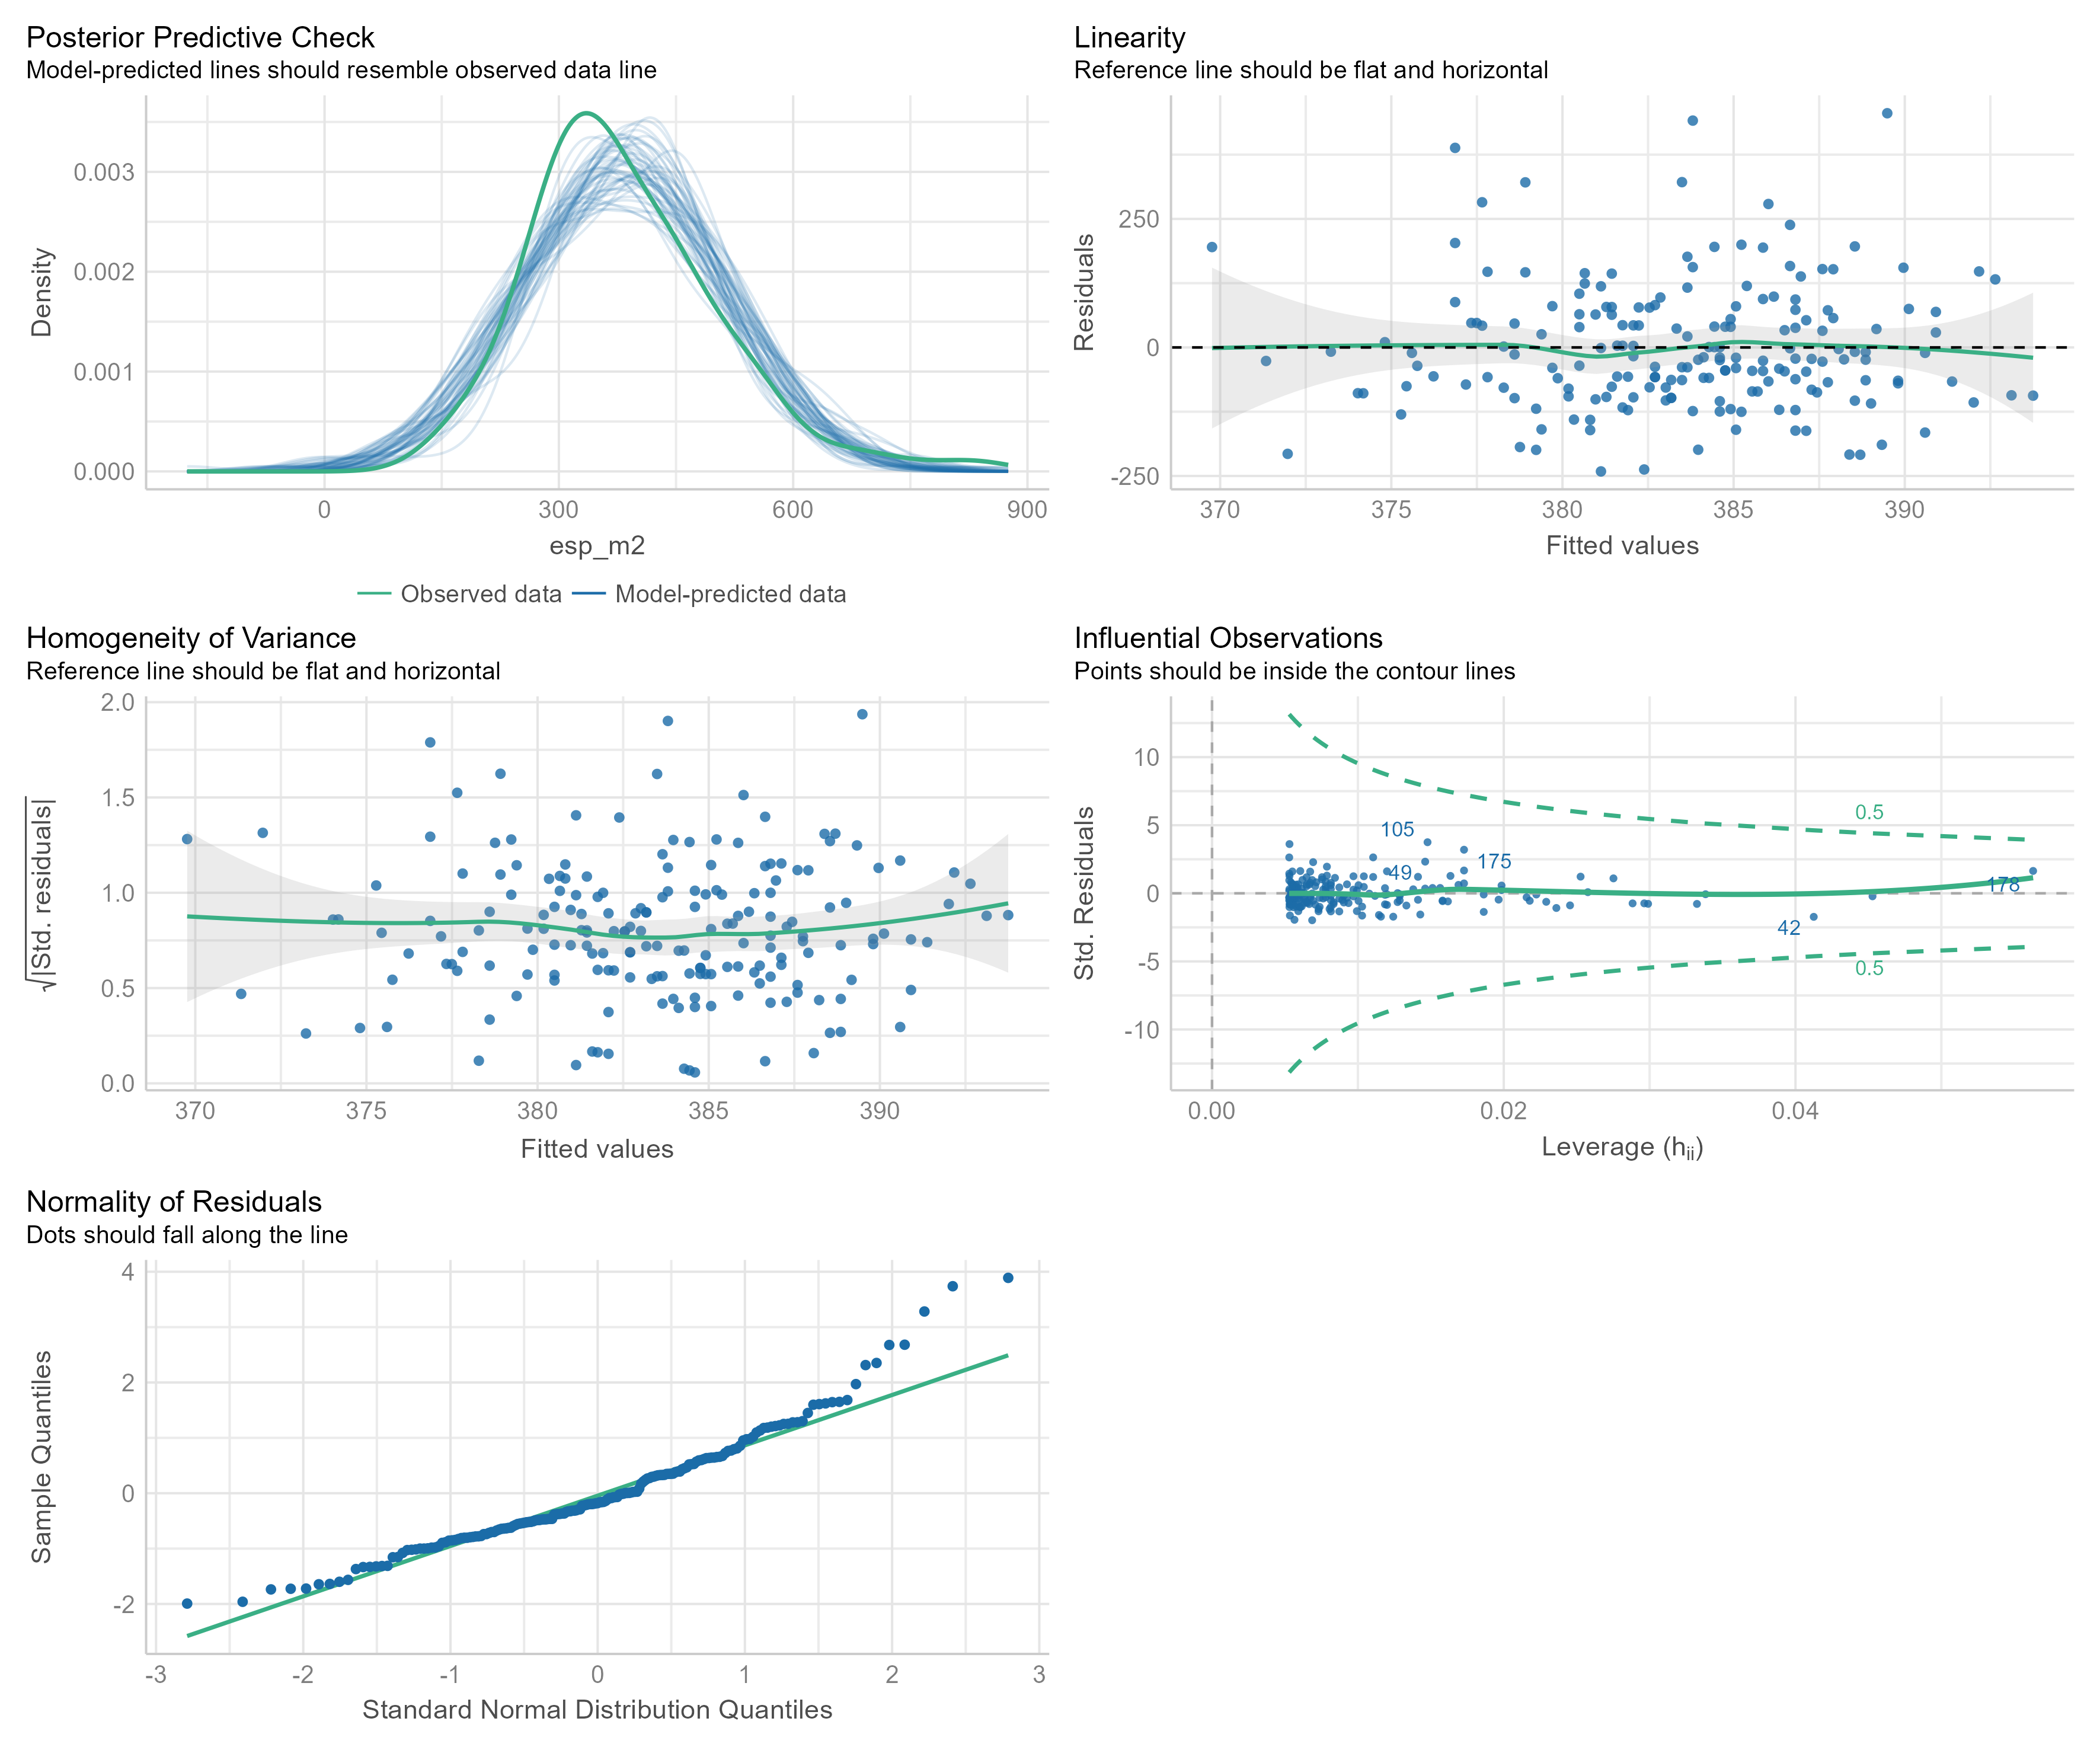 Posterior Predictive Check
Model-predicted lines should resemble observed data line
Density
0.003
0.002
0.001
0.000
0
300
600
900
esp_m2
Observed data
Model-predicted data
Linearity
Reference line should be flat and horizontal
Residuals
250
0
-250
370
375
380
385
390
Fitted values
Homogeneity of Variance
Reference line should be flat and horizontal
√|Std. residuals|
2.0
1.5
1.0
0.5
0.0
370
375
380
385
390
Fitted values
Influential Observations
Points should be inside the contour lines
Std. Residuals
10
5
0
-5
-10
0.5
105
175
49
178
42
0.5
0.00
0.02
0.04
Leverage (hii)
Normality of Residuals
Dots should fall along the line
Sample Quantiles
4
2
0
-2
-3
-2
-1
0
1
2
3
Standard Normal Distribution Quantiles